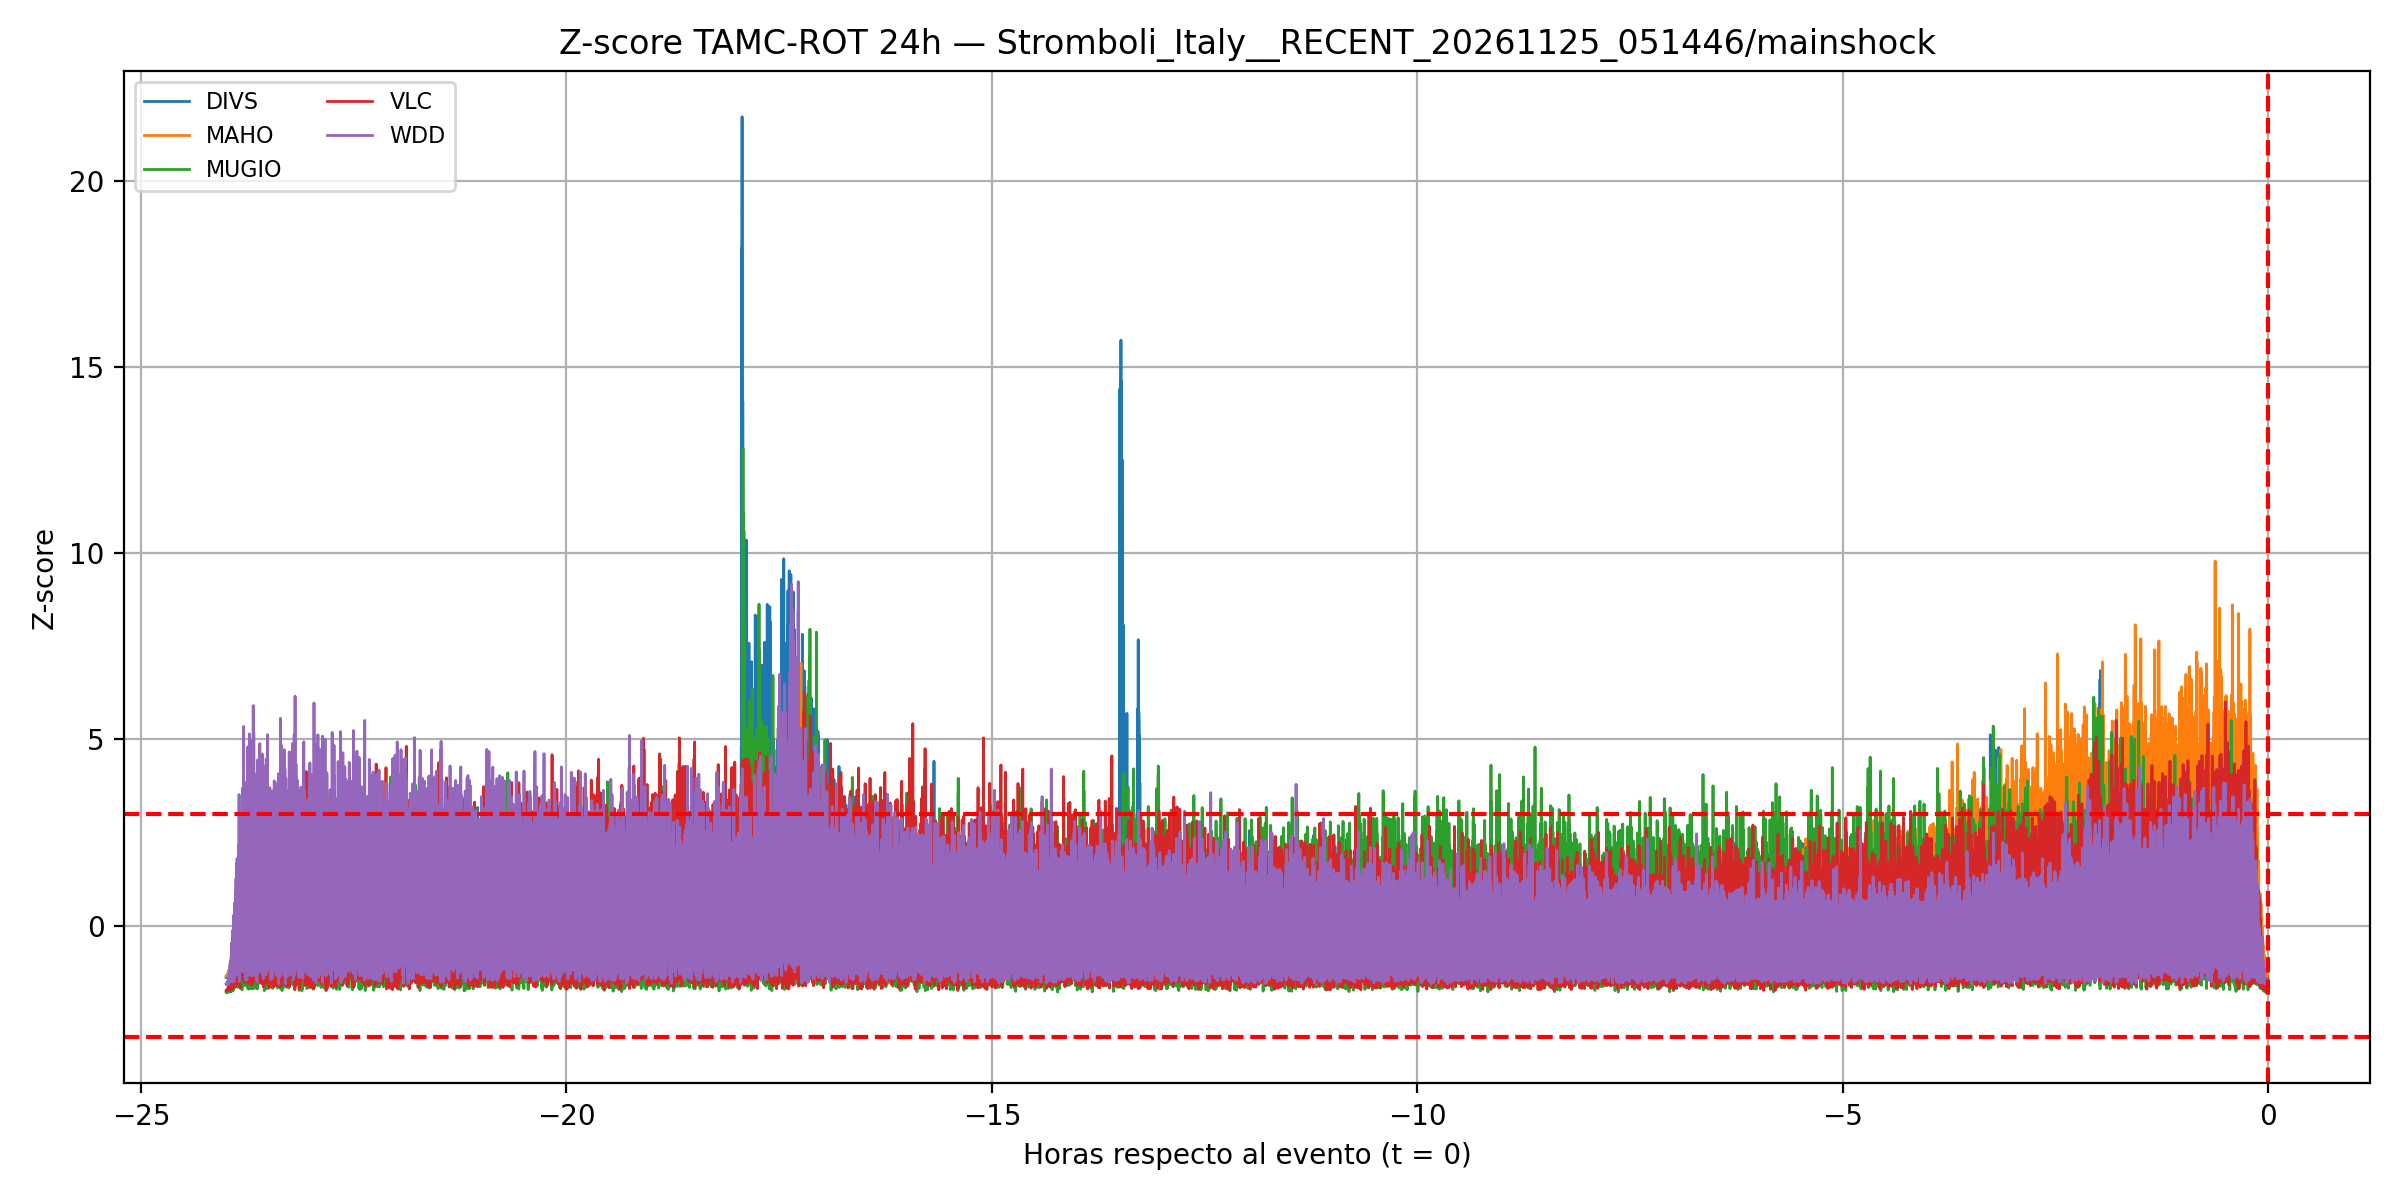 Z-score TAMC-ROT 24h — Stromboli_Italy__RECENT_20261125_051446/mainshock
DIVS
MAHO
MUGIO
VLC
WDD
Z-score
20
15
10
5
0
−25
−20
−15
−10
−5
0
Horas respecto al evento (t = 0)